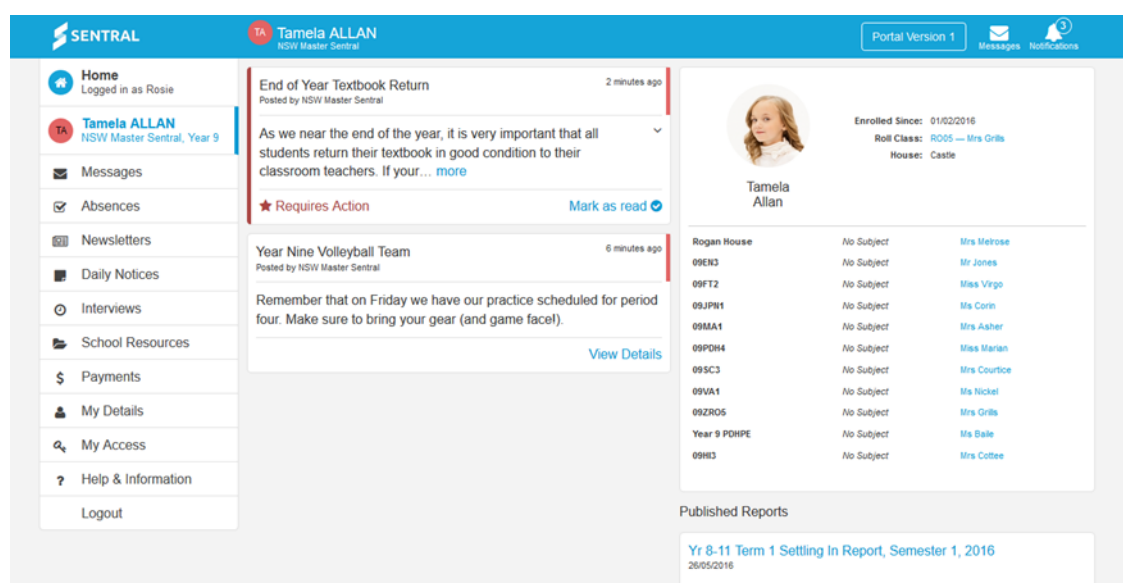 SENTRAL
TA
Tamela ALLAN
NSW Master Sentral
Portal Version 1
Messages
3
Notifications
Home
Logged in as Rosie
TA
Tamela ALLAN
NSW Master Sentral, Year 9
Messages
Absences
Newsletters
Daily Notices
Interviews
School Resources
$ Payments
My Details
My Access
? Help & Information
Logout
End of Year Textbook Return
2 minutes ago
Posted by NSW Master Sentral
As we near the end of the year, it is very important that all
students return their textbook in good condition to their
classroom teachers. If your… more
Requires Action
Mark as read
Year Nine Volleyball Team
6 minutes ago
Posted by NSW Master Sentral
Remember that on Friday we have our practice scheduled for period
four. Make sure to bring your gear (and game face!).
View Details
Tamela
Allan
Enrolled Since: 01/02/2016
Roll Class: RO05 — Mrs Grills
House: Castle
Rogan House No Subject Mrs Melrose
09EN3 No Subject Mr Jones
09FT2 No Subject Miss Virgo
09JPN1 No Subject Ms Corin
09MA1 No Subject Mrs Asher
09PDH4 No Subject Miss Marian
09SC3 No Subject Mrs Courtice
09VA1 No Subject Ms Nickel
09ZRO5 No Subject Mrs Grills
Year 9 PDHPE No Subject Ms Baile
09HI3 No Subject Mrs Cottee
Published Reports
Yr 8-11 Term 1 Settling In Report, Semester 1, 2016
26/05/2016